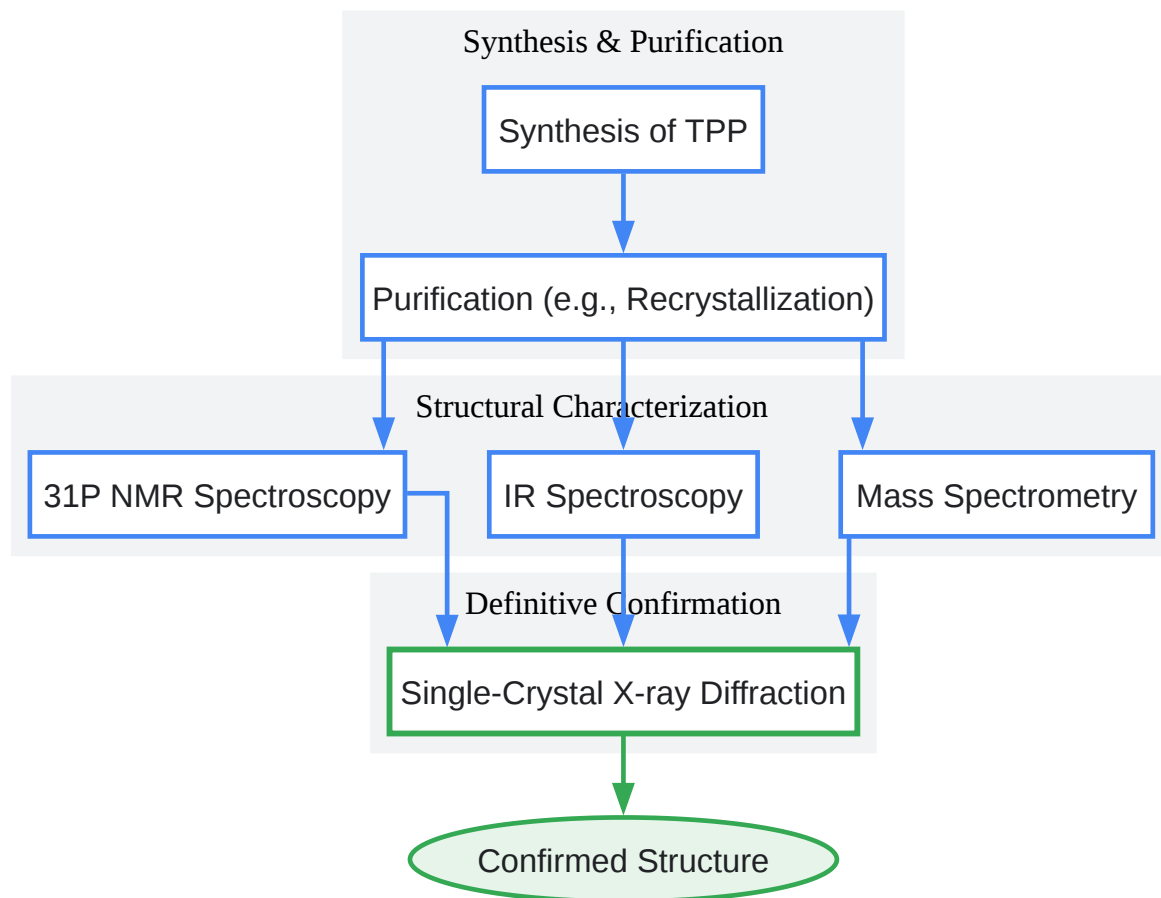 Synthesis & Purification
Synthesis of TPP
Purification (e.g., Recrystallization)
Structural Characterization
31P NMR Spectroscopy
IR Spectroscopy
Mass Spectrometry
Definitive Confirmation
Single-Crystal X-ray Diffraction
Confirmed Structure